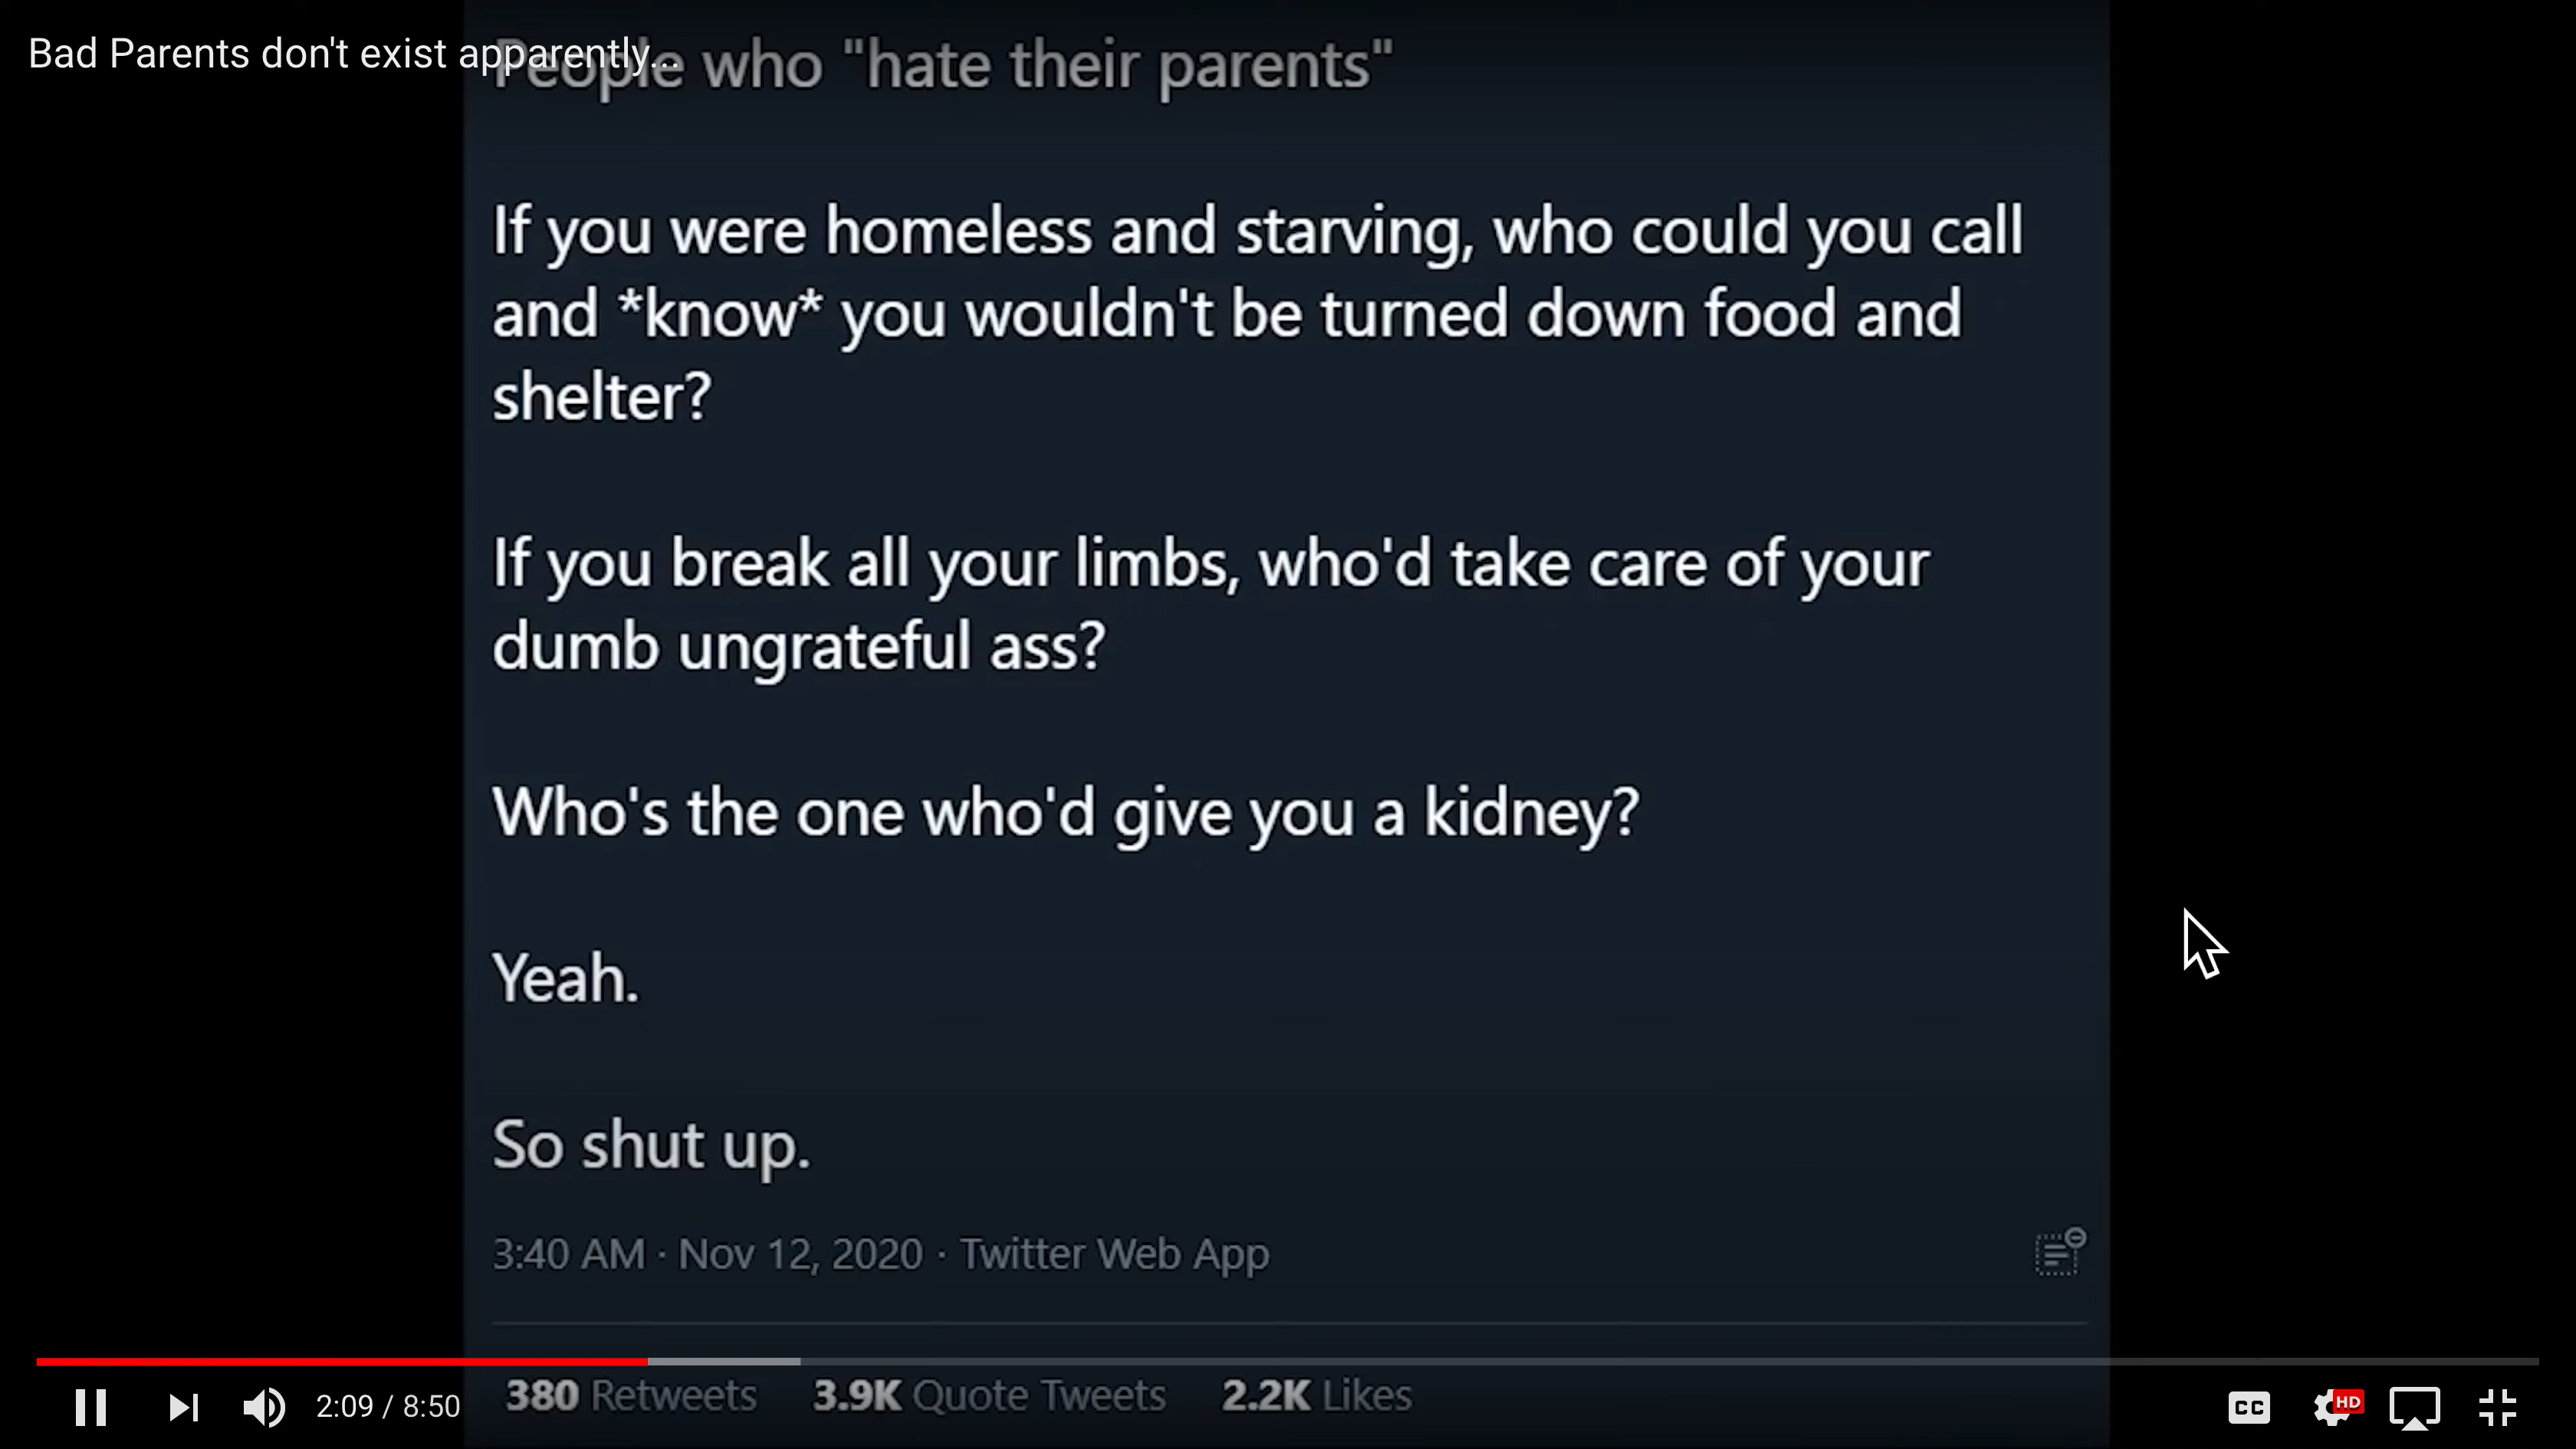 Bad Parents don't exist apparently...
People who "hate their parents"
If you were homeless and starving, who could you call
and *know* you wouldn't be turned down food and
shelter?
If you break all your limbs, who'd take care of your
dumb ungrateful ass?
Who's the one who'd give you a kidney?
Yeah.
So shut up.
3:40 AM · Nov 12, 2020 · Twitter Web App
380 Retweets 3.9K Quote Tweets 2.2K Likes
2:09 / 8:50
CC
HD